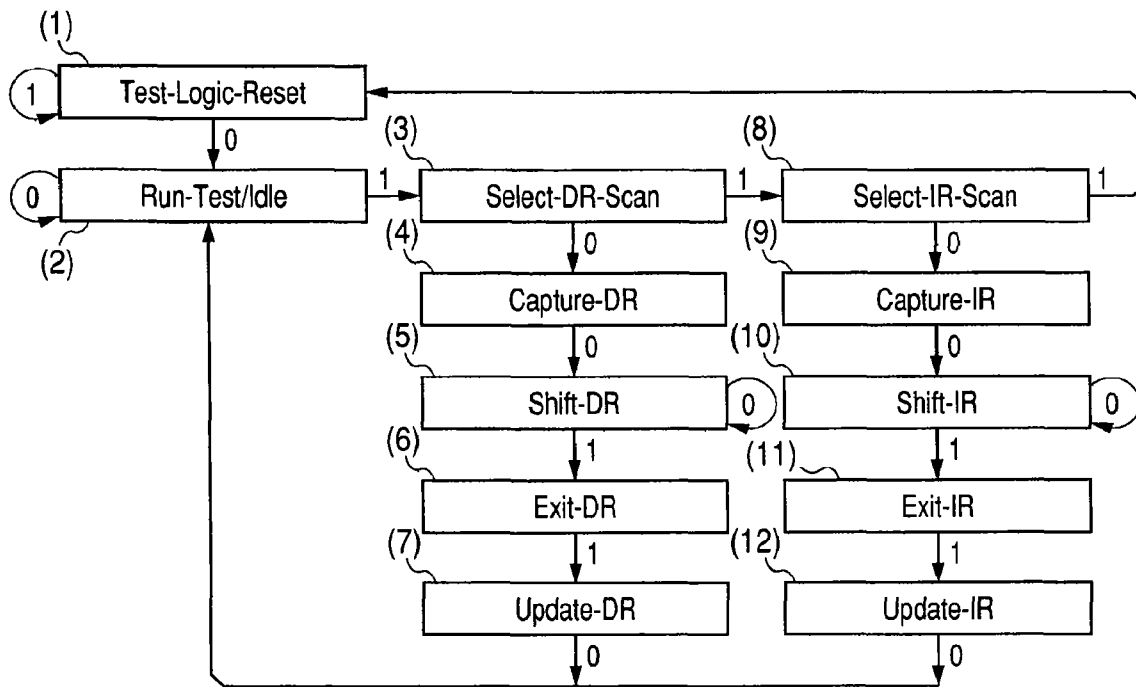 (1)
Test-Logic-Reset
1
0
(3)
(8)
Run-Test/Idle
0
1
Select-DR-Scan
1
Select-IR-Scan
1
(2)
(4)
0
(9)
0
Capture-DR
Capture-IR
(5)
0
(10)
0
Shift-DR
0
Shift-IR
0
(6)
1
(11)
1
Exit-DR
Exit-IR
(7)
1
(12)
1
Update-DR
Update-IR
0
0